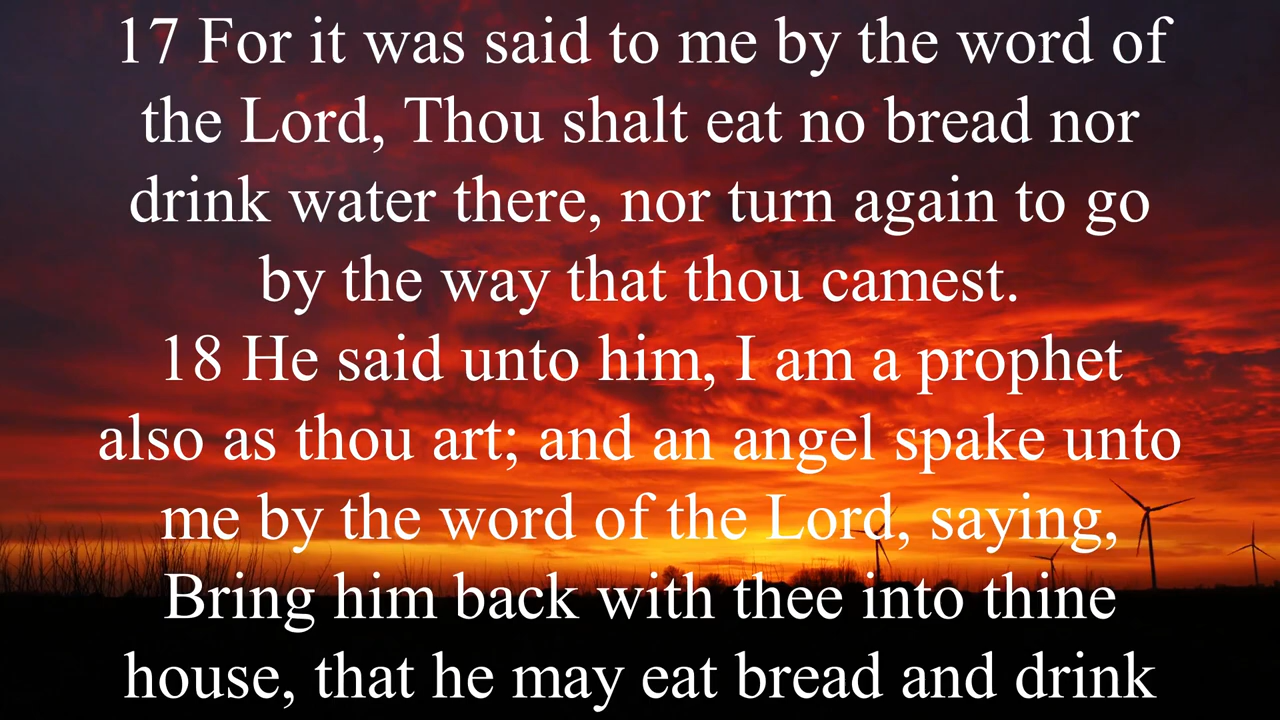 17 For it was said to me by the word of
the Lord, Thou shalt eat no bread nor
drink water there, nor turn again to go
by the way that thou camest.
18 He said unto him, I am a prophet
also as thou art; and an angel spake unto
me by the word of the Lord, saying,
Bring him back with thee into thine
house, that he may eat bread and drink